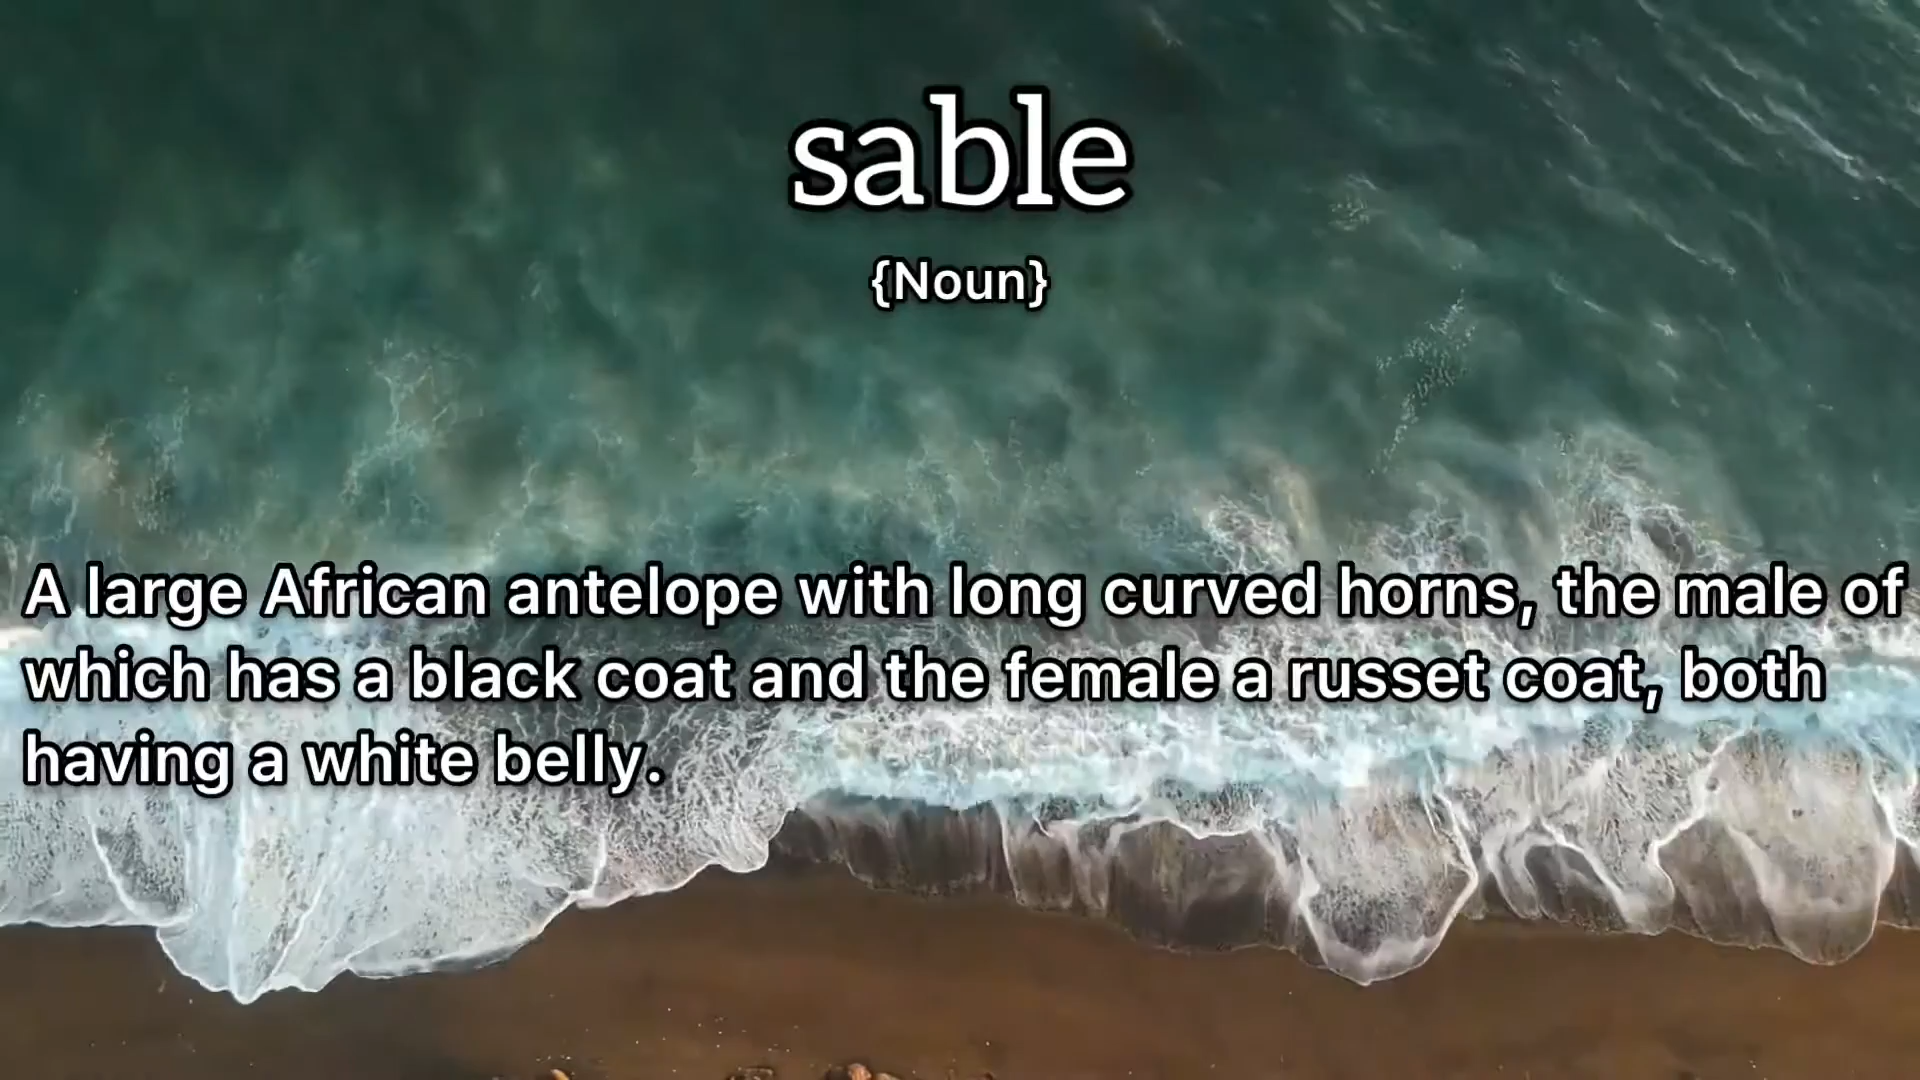 sable
{Noun}
A large African antelope with long curved horns, the male of
which has a black coat and the female a russet coat, both
having a white belly.